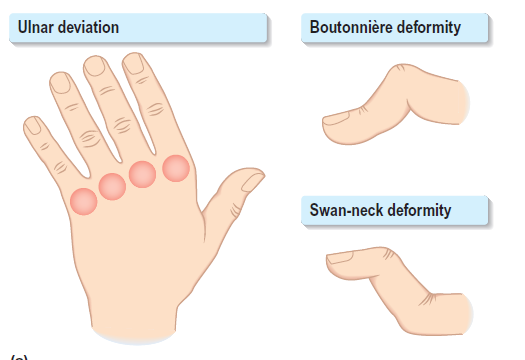 Ulnar deviation
Boutonnière deformity
Swan-neck deformity